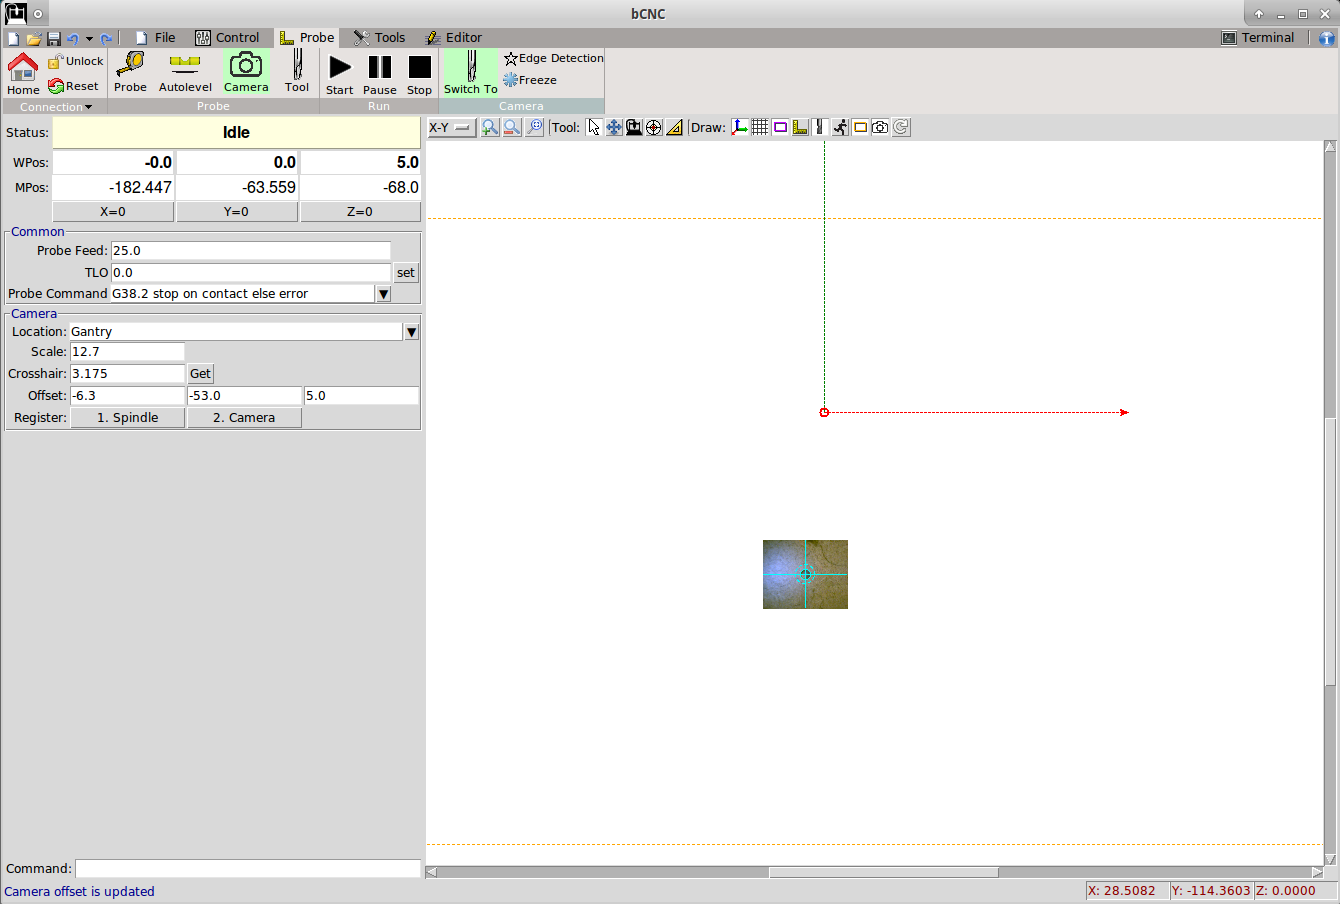 bCNC
File Control Probe Tools Editor Terminal
Home Unlock Reset Probe Autolevel Camera Tool Start Pause Stop Switch To Edge Detection Freeze
Connection Probe Run Camera
Status: Idle
WPos: -0.0 0.0 5.0
MPos: -182.447 -63.559 -68.0
X=0 Y=0 Z=0
Common
Probe Feed: 25.0
TLO 0.0 set
Probe Command G38.2 stop on contact else error
Camera
Location: Gantry
Scale: 12.7
Crosshair: 3.175 Get
Offset: -6.3 -53.0 5.0
Register: 1. Spindle 2. Camera
X-Y Tool: Draw:
Command:
Camera offset is updated
X: 28.5082 Y: -114.3603 Z: 0.0000